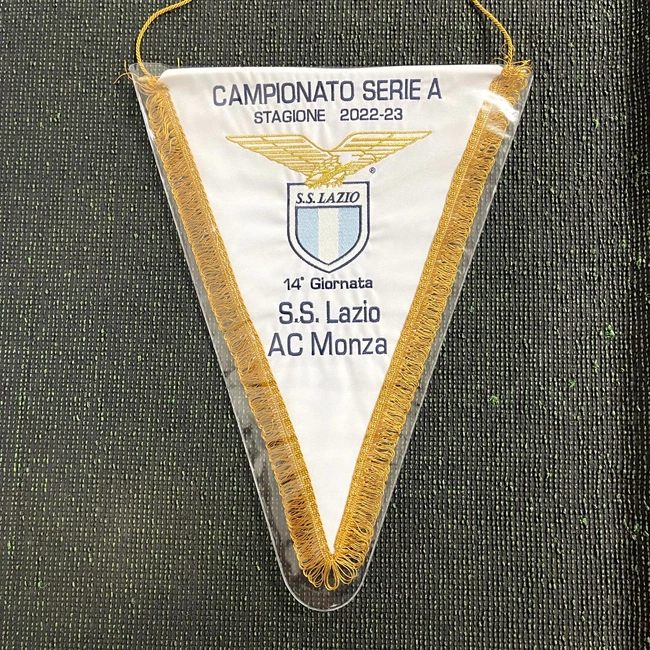 CAMPIONATO SERIE A
STAGIONE 2022-23
®
S.S. LAZIO
14° Giornata
S.S. Lazio
AC Monza